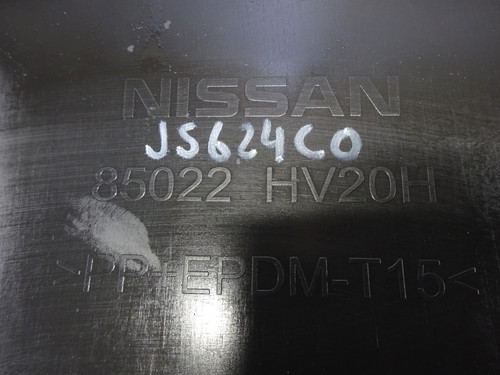 NISSAN
JS624C0
85022 HV20H
>PP+EPDM-T15<